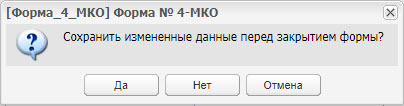 [Форма_4_МКО] Форма № 4-МКО
Сохранить измененные данные перед закрытием формы?
Да
Нет
Отмена